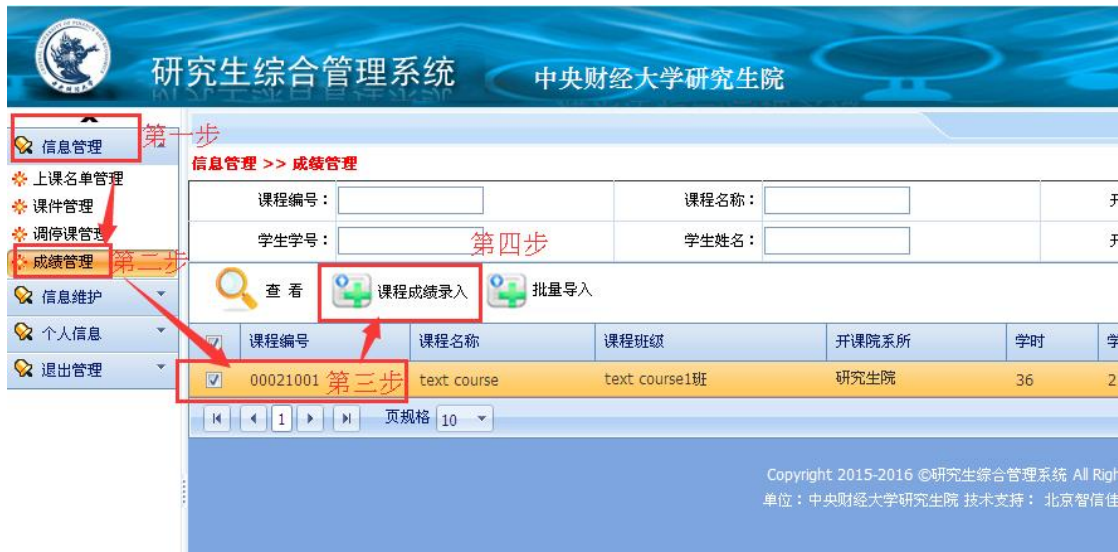 研究生综合管理系统 中央财经大学研究生院
信息管理 第一步
上课名单管理
课件管理
调停课管理
成绩管理 第二步
信息维护
个人信息
退出管理
信息管理 >> 成绩管理
课程编号： 课程名称：
学生学号： 第四步 学生姓名：
查看 课程成绩录入 批量导入
课程编号 课程名称 课程班级 开课院系所 学时
00021001 第三步 text course text course1班 研究生院 36 2
1 页规格 10
Copyright 2015-2016 ©研究生综合管理系统 All Righ
单位：中央财经大学研究生院 技术支持： 北京智信佳